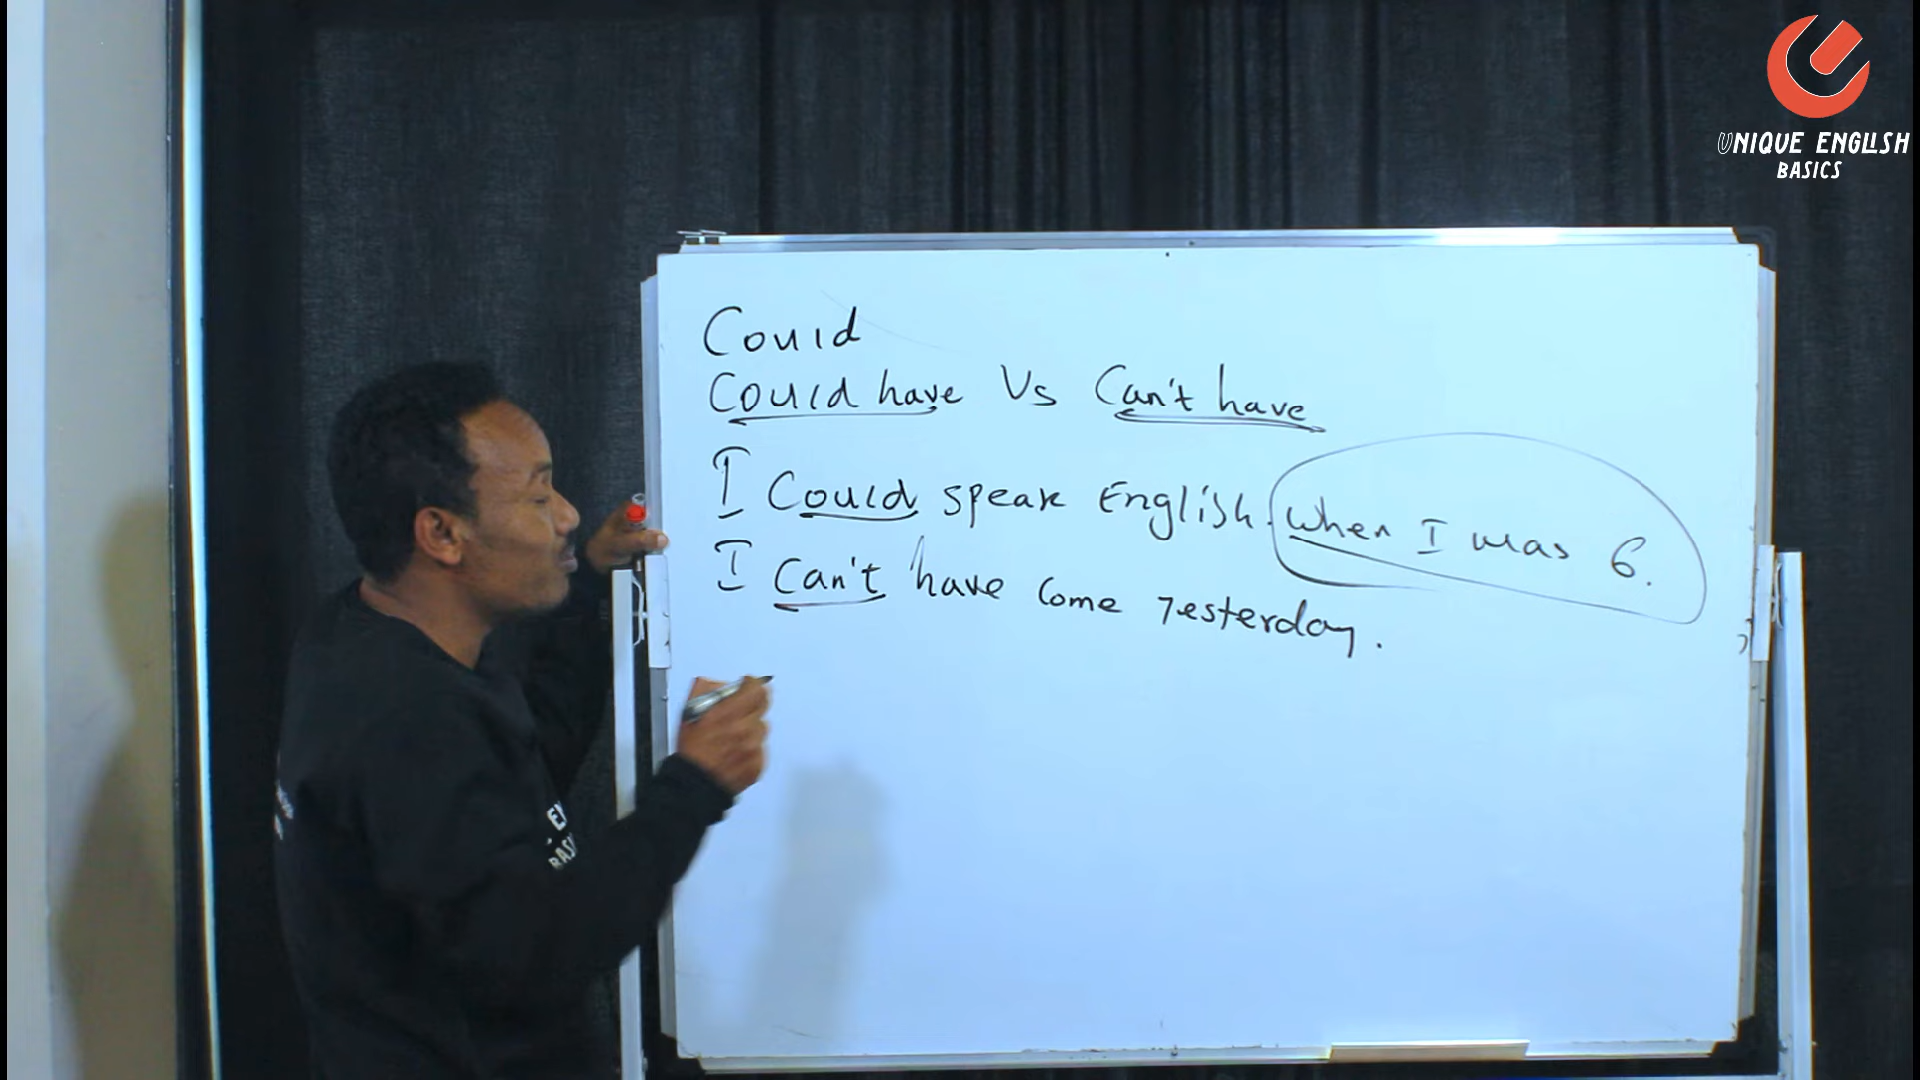 UNIQUE ENGLISH
BASICS
Could
Could have Vs Can't have
I Could speak English. when I was 6.
I Can't have come yesterday.